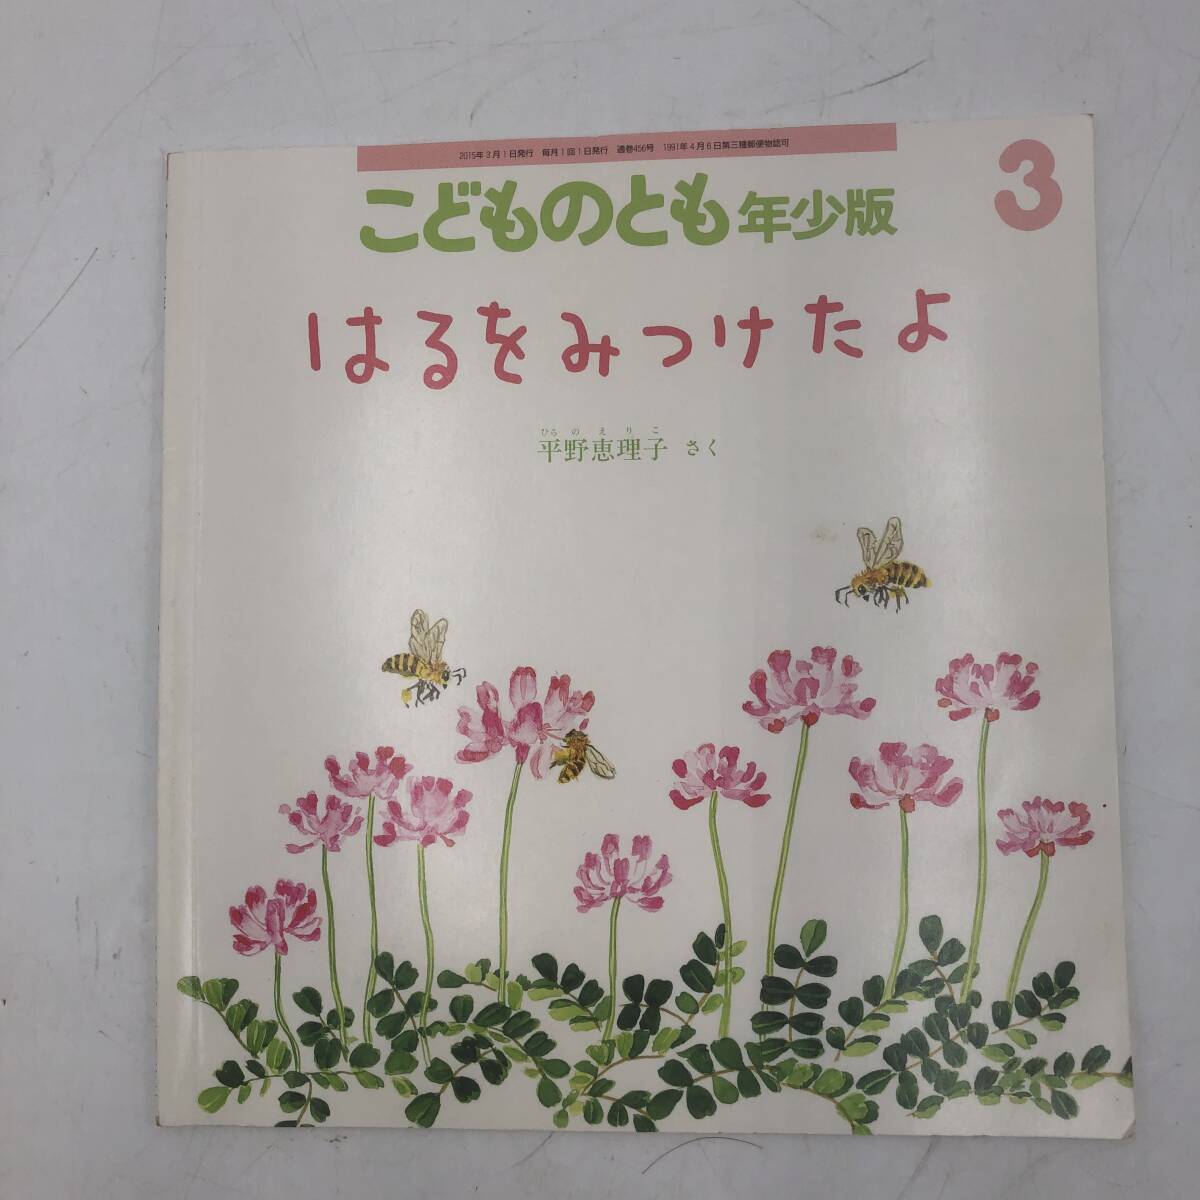 2015年3月1日発行 毎月1回1日発行 通巻456号 1991年4月6日第三種郵便物認可
こどものとも 年少版 3
はるをみつけたよ
ひらのえりこ
平野恵理子 さく